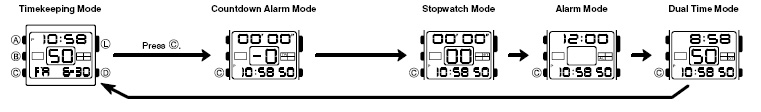 Timekeeping Mode
Countdown Alarm Mode
Stopwatch Mode
Alarm Mode
Dual Time Mode
A
B
C
L
D
P 10:58
50
FR 6-30
Press C.
00'00"
-0
P 10:58 50
C
00'00"
00
P 10:58 50
C
12:00
P 10:58 50
C
8:58
50
P 10:58 50
C